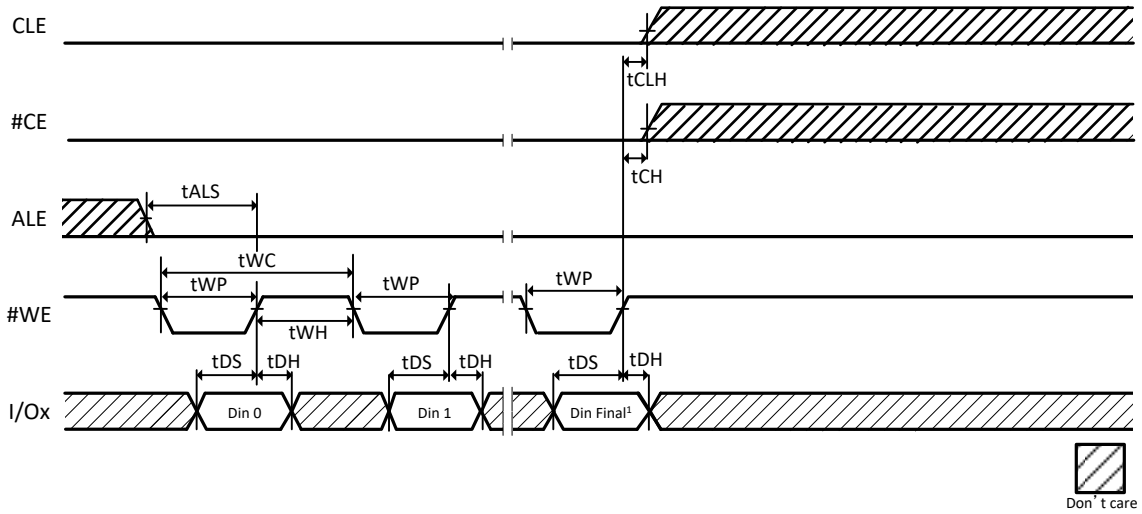 CLE
tCLH
#CE
tCH
tALS
ALE
tWC
tWP
tWP
tWP
#WE
tWH
tDS
tDH
tDS
tDH
tDS
tDH
I/Ox
Din 0
Din 1
Din Final¹
Don't care